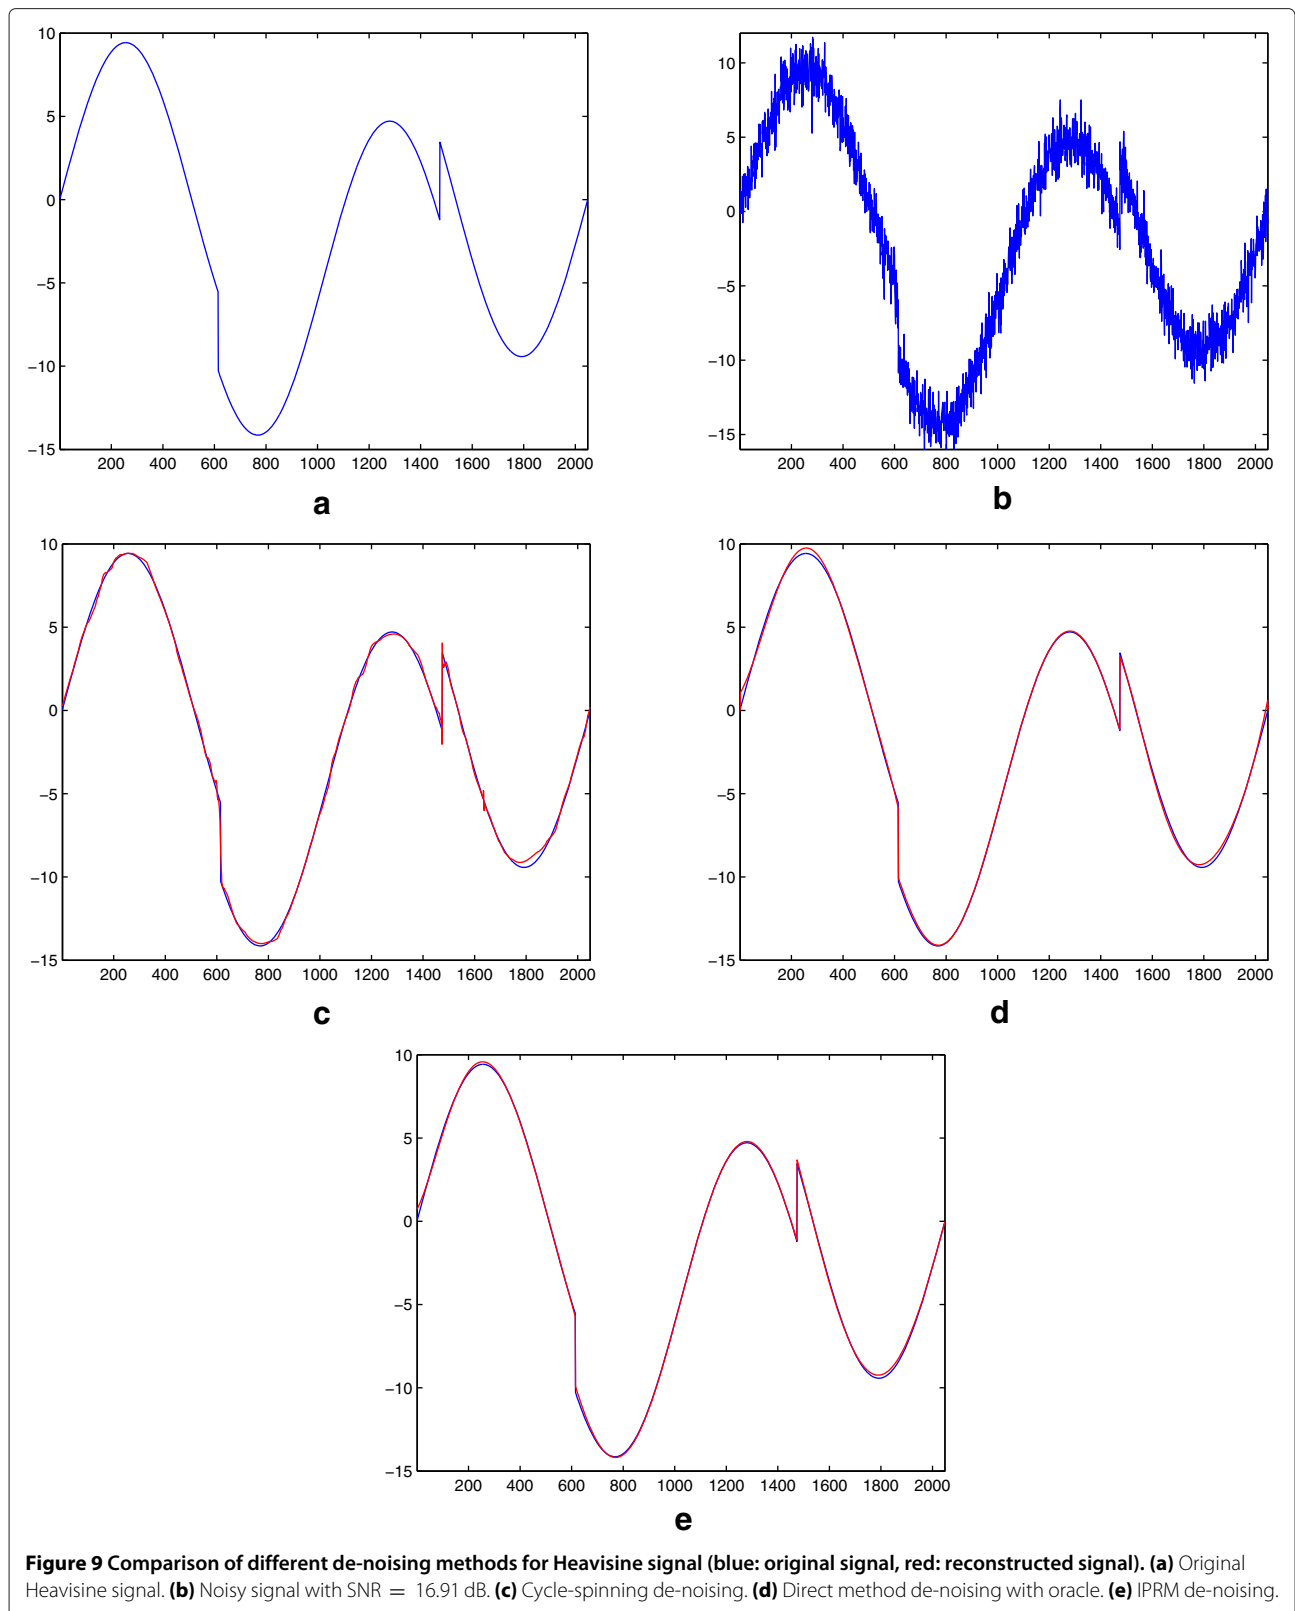 10
5
0
−5
−10
−15
200 400 600 800 1000 1200 1400 1600 1800 2000
a
10
5
0
−5
−10
−15
200 400 600 800 1000 1200 1400 1600 1800 2000
b
10
5
0
−5
−10
−15
200 400 600 800 1000 1200 1400 1600 1800 2000
c
10
5
0
−5
−10
−15
200 400 600 800 1000 1200 1400 1600 1800 2000
d
10
5
0
−5
−10
−15
200 400 600 800 1000 1200 1400 1600 1800 2000
e
Figure 9 Comparison of different de-noising methods for Heavisine signal (blue: original signal, red: reconstructed signal). (a) Original
Heavisine signal. (b) Noisy signal with SNR = 16.91 dB. (c) Cycle-spinning de-noising. (d) Direct method de-noising with oracle. (e) IPRM de-noising.